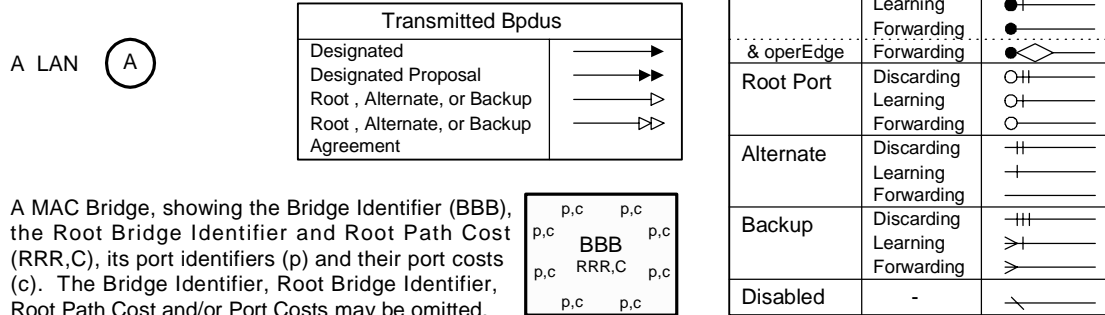 A LAN
A
Transmitted Bpdus
Designated
Designated Proposal
Root , Alternate, or Backup
Root , Alternate, or Backup
Agreement
A MAC Bridge, showing the Bridge Identifier (BBB),
the Root Bridge Identifier and Root Path Cost
(RRR,C), its port identifiers (p) and their port costs
(c). The Bridge Identifier, Root Bridge Identifier,
Root Path Cost and/or Port Costs may be omitted.
p,c p,c
p,c BBB p,c
p,c RRR,C p,c
p,c p,c
Learning
Forwarding
& operEdge Forwarding
Root Port Discarding
Learning
Forwarding
Alternate Discarding
Learning
Forwarding
Backup Discarding
Learning
Forwarding
Disabled -